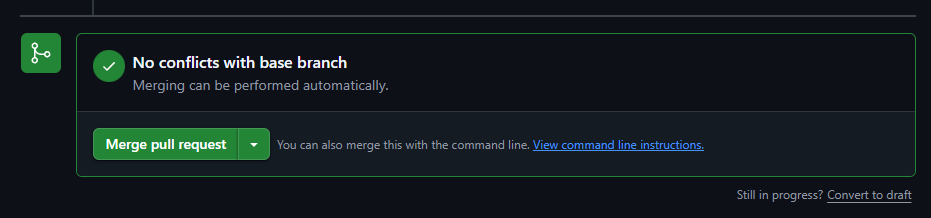 No conflicts with base branch
Merging can be performed automatically.
Merge pull request
You can also merge this with the command line. View command line instructions.
Still in progress? Convert to draft